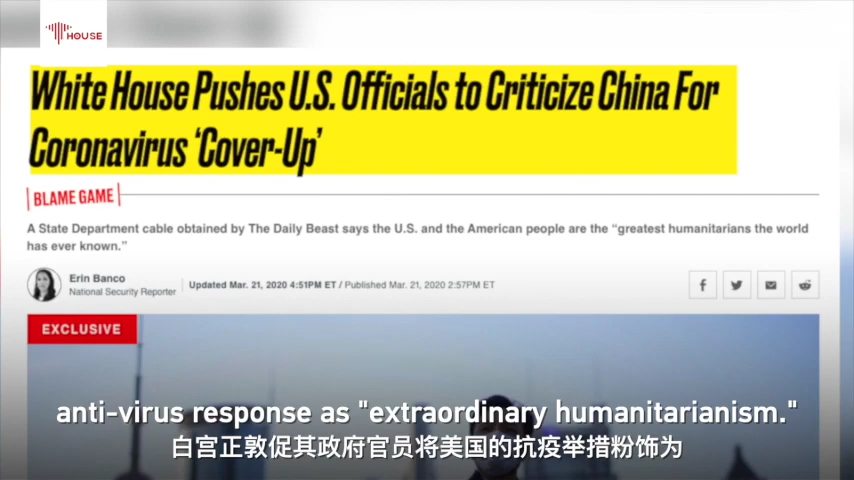 HOUSE
White House Pushes U.S. Officials to Criticize China For
Coronavirus ‘Cover-Up’
BLAME GAME
A State Department cable obtained by The Daily Beast says the U.S. and the American people are the “greatest humanitarians the world
has ever known.”
Erin Banco
National Security Reporter
Updated Mar. 21, 2020 4:51PM ET / Published Mar. 21, 2020 2:57PM ET
EXCLUSIVE
anti-virus response as "extraordinary humanitarianism."
白宫正敦促其政府官员将美国的抗疫举措粉饰为